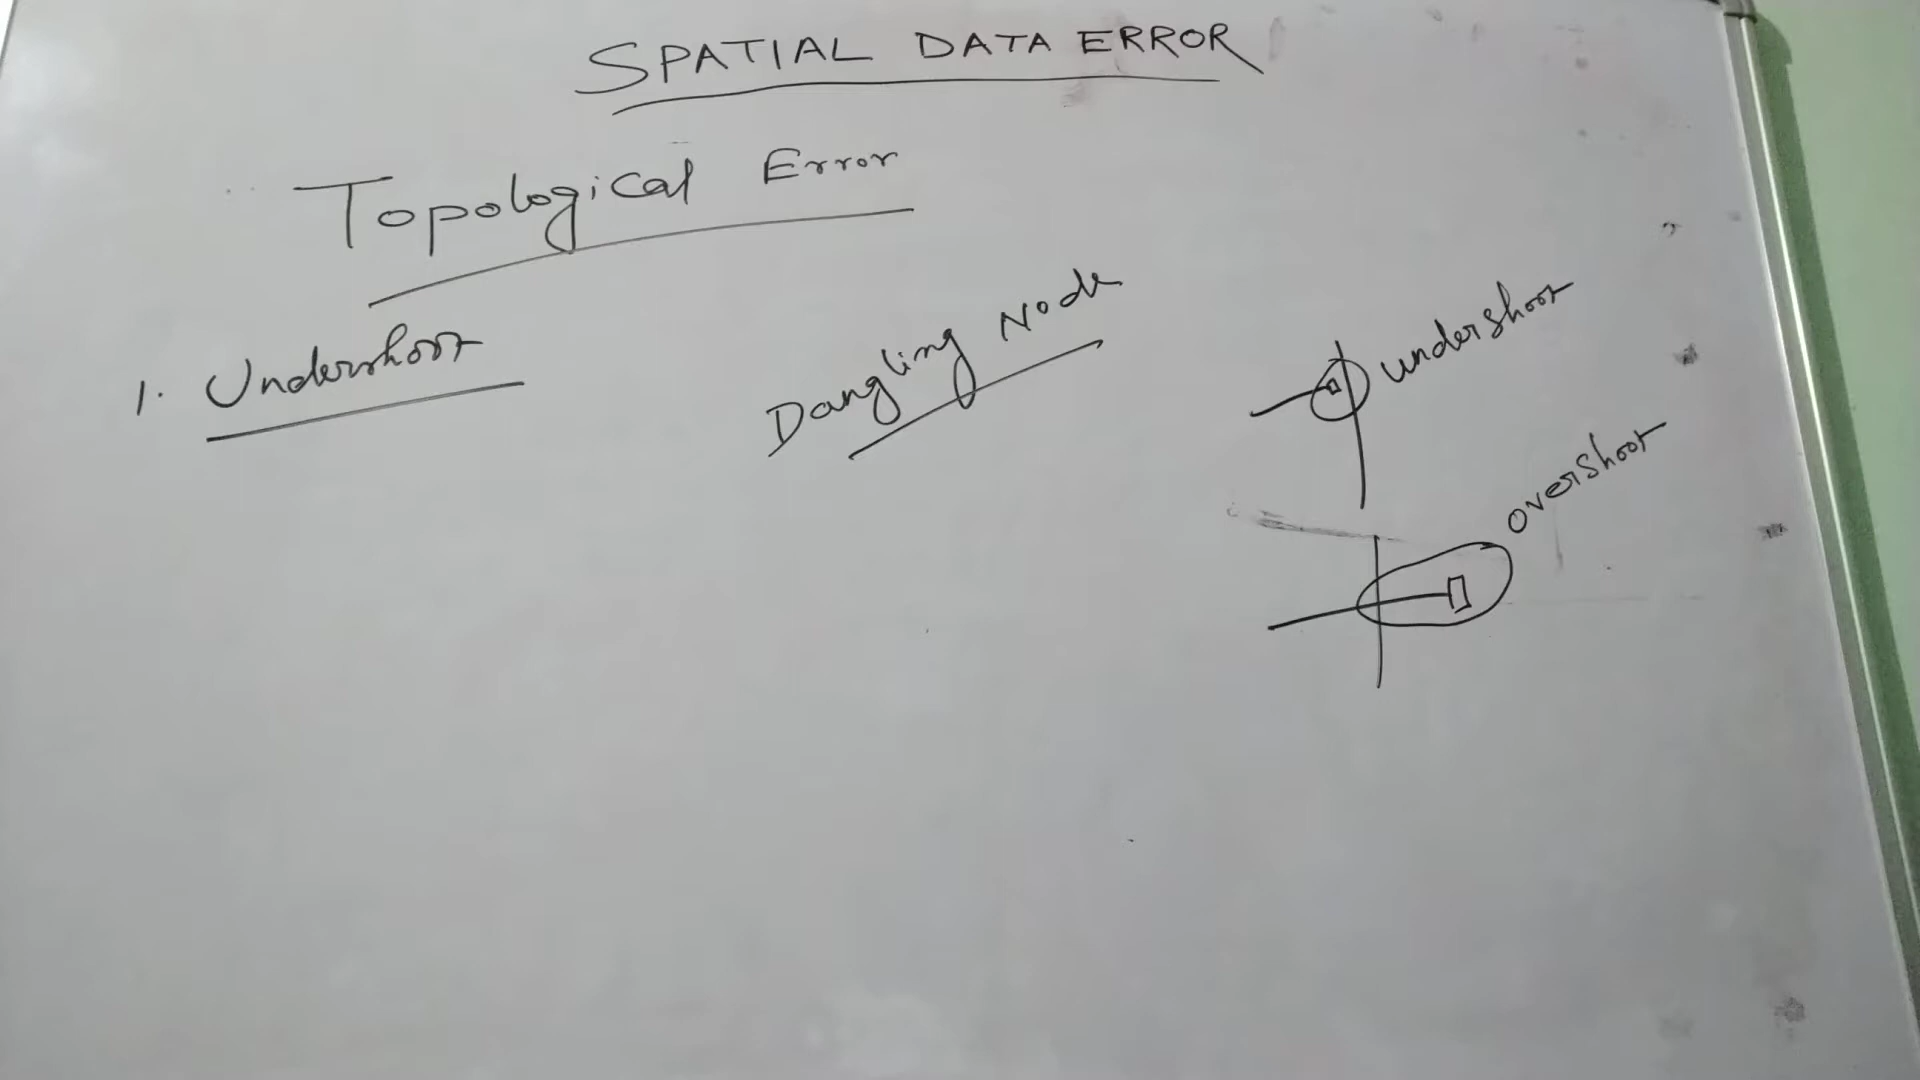 SPATIAL DATA ERROR
Topological Error
1. Undershoot
Dangling Node
undershoot
overshoot